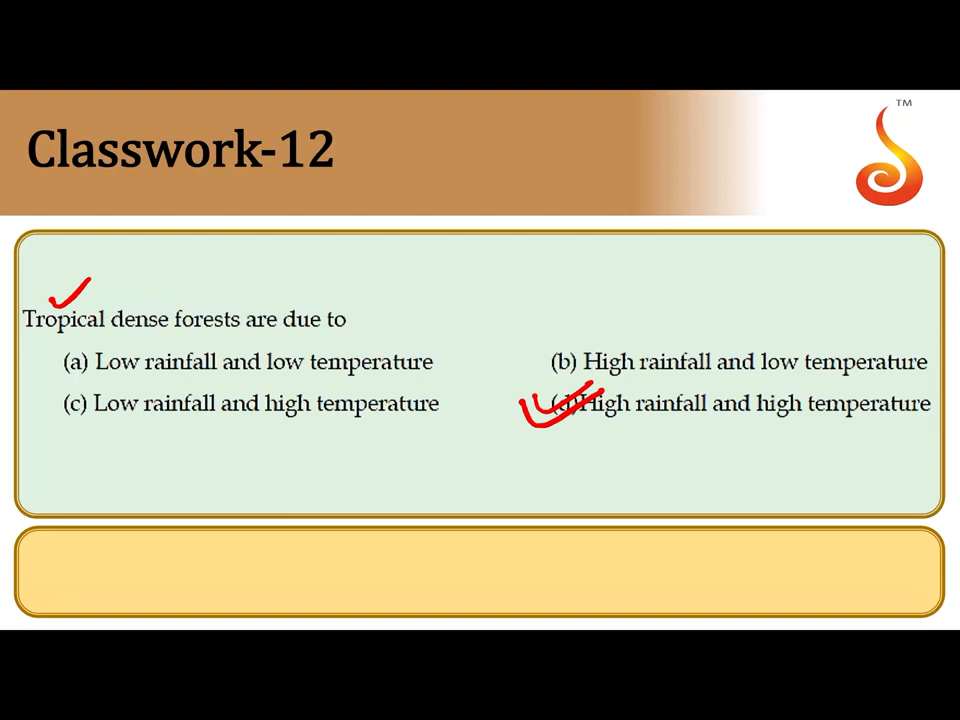 Classwork-12
TM
Tropical dense forests are due to
(a) Low rainfall and low temperature
(b) High rainfall and low temperature
(c) Low rainfall and high temperature
(d) High rainfall and high temperature